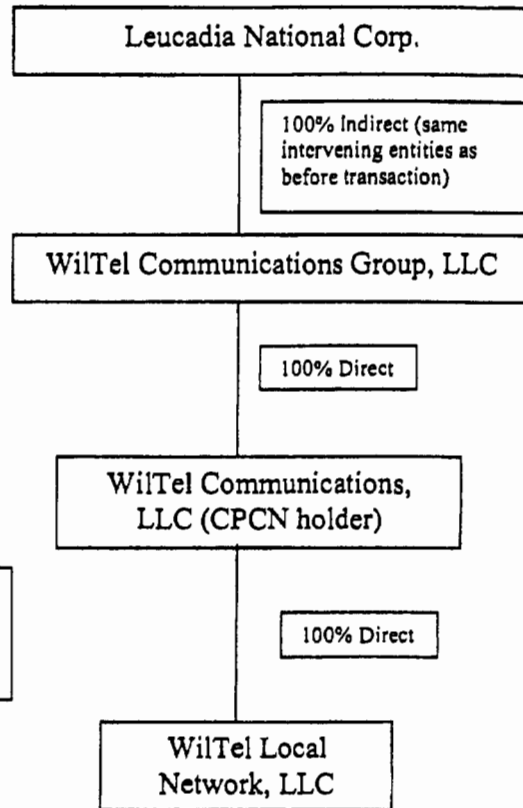 Leucadia National Corp.
100% Indirect (same
intervening entities as
before transaction)
WilTel Communications Group, LLC
100% Direct
WilTel Communications,
LLC (CPCN holder)
100% Direct
WilTel Local
Network, LLC